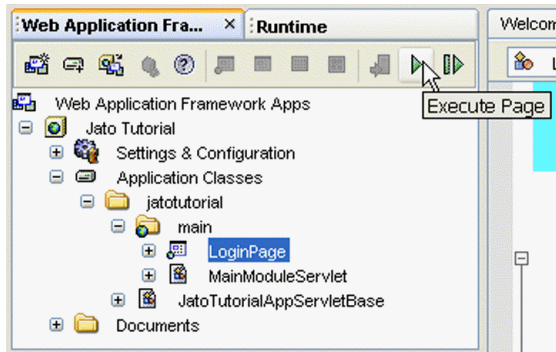 Web Application Fra... × Runtime
Welcom
Execute Page
Web Application Framework Apps
Jato Tutorial
Settings & Configuration
Application Classes
jatotutorial
main
LoginPage
MainModuleServlet
JatoTutorialAppServletBase
Documents